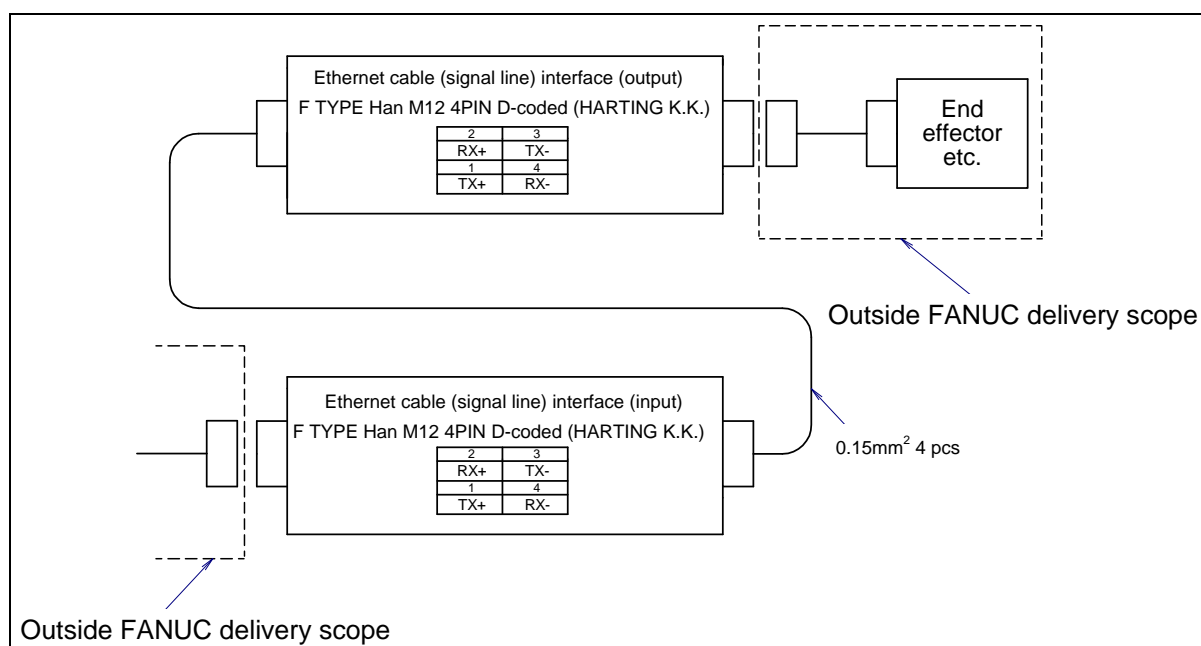 Ethernet cable (signal line) interface (output)
F TYPE Han M12 4PIN D-coded (HARTING K.K.)
2 3
RX+ TX-
1 4
TX+ RX-
End
effector
etc.
Outside FANUC delivery scope
Ethernet cable (signal line) interface (input)
F TYPE Han M12 4PIN D-coded (HARTING K.K.)
2 3
RX+ TX-
1 4
TX+ RX-
0.15mm² 4 pcs
Outside FANUC delivery scope